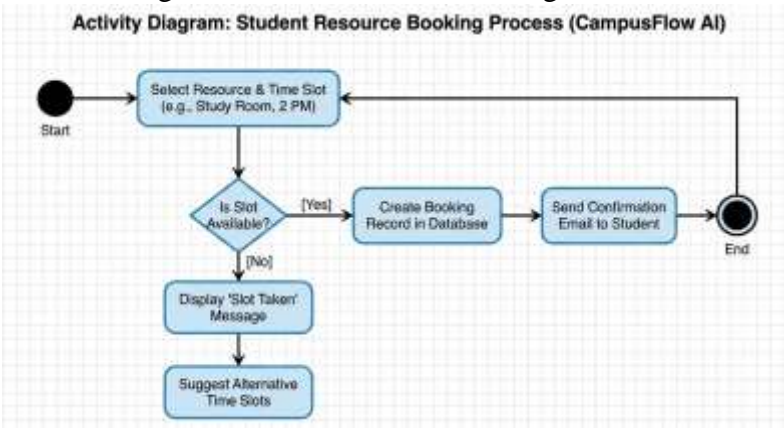 Activity Diagram: Student Resource Booking Process (CampusFlow AI)
Select Resource & Time Slot
(e.g., Study Room, 2 PM)
Start
Is Slot
Available?
[Yes]
Create Booking
Record in Database
Send Confirmation
Email to Student
End
[No]
Display 'Slot Taken'
Message
Suggest Alternative
Time Slots